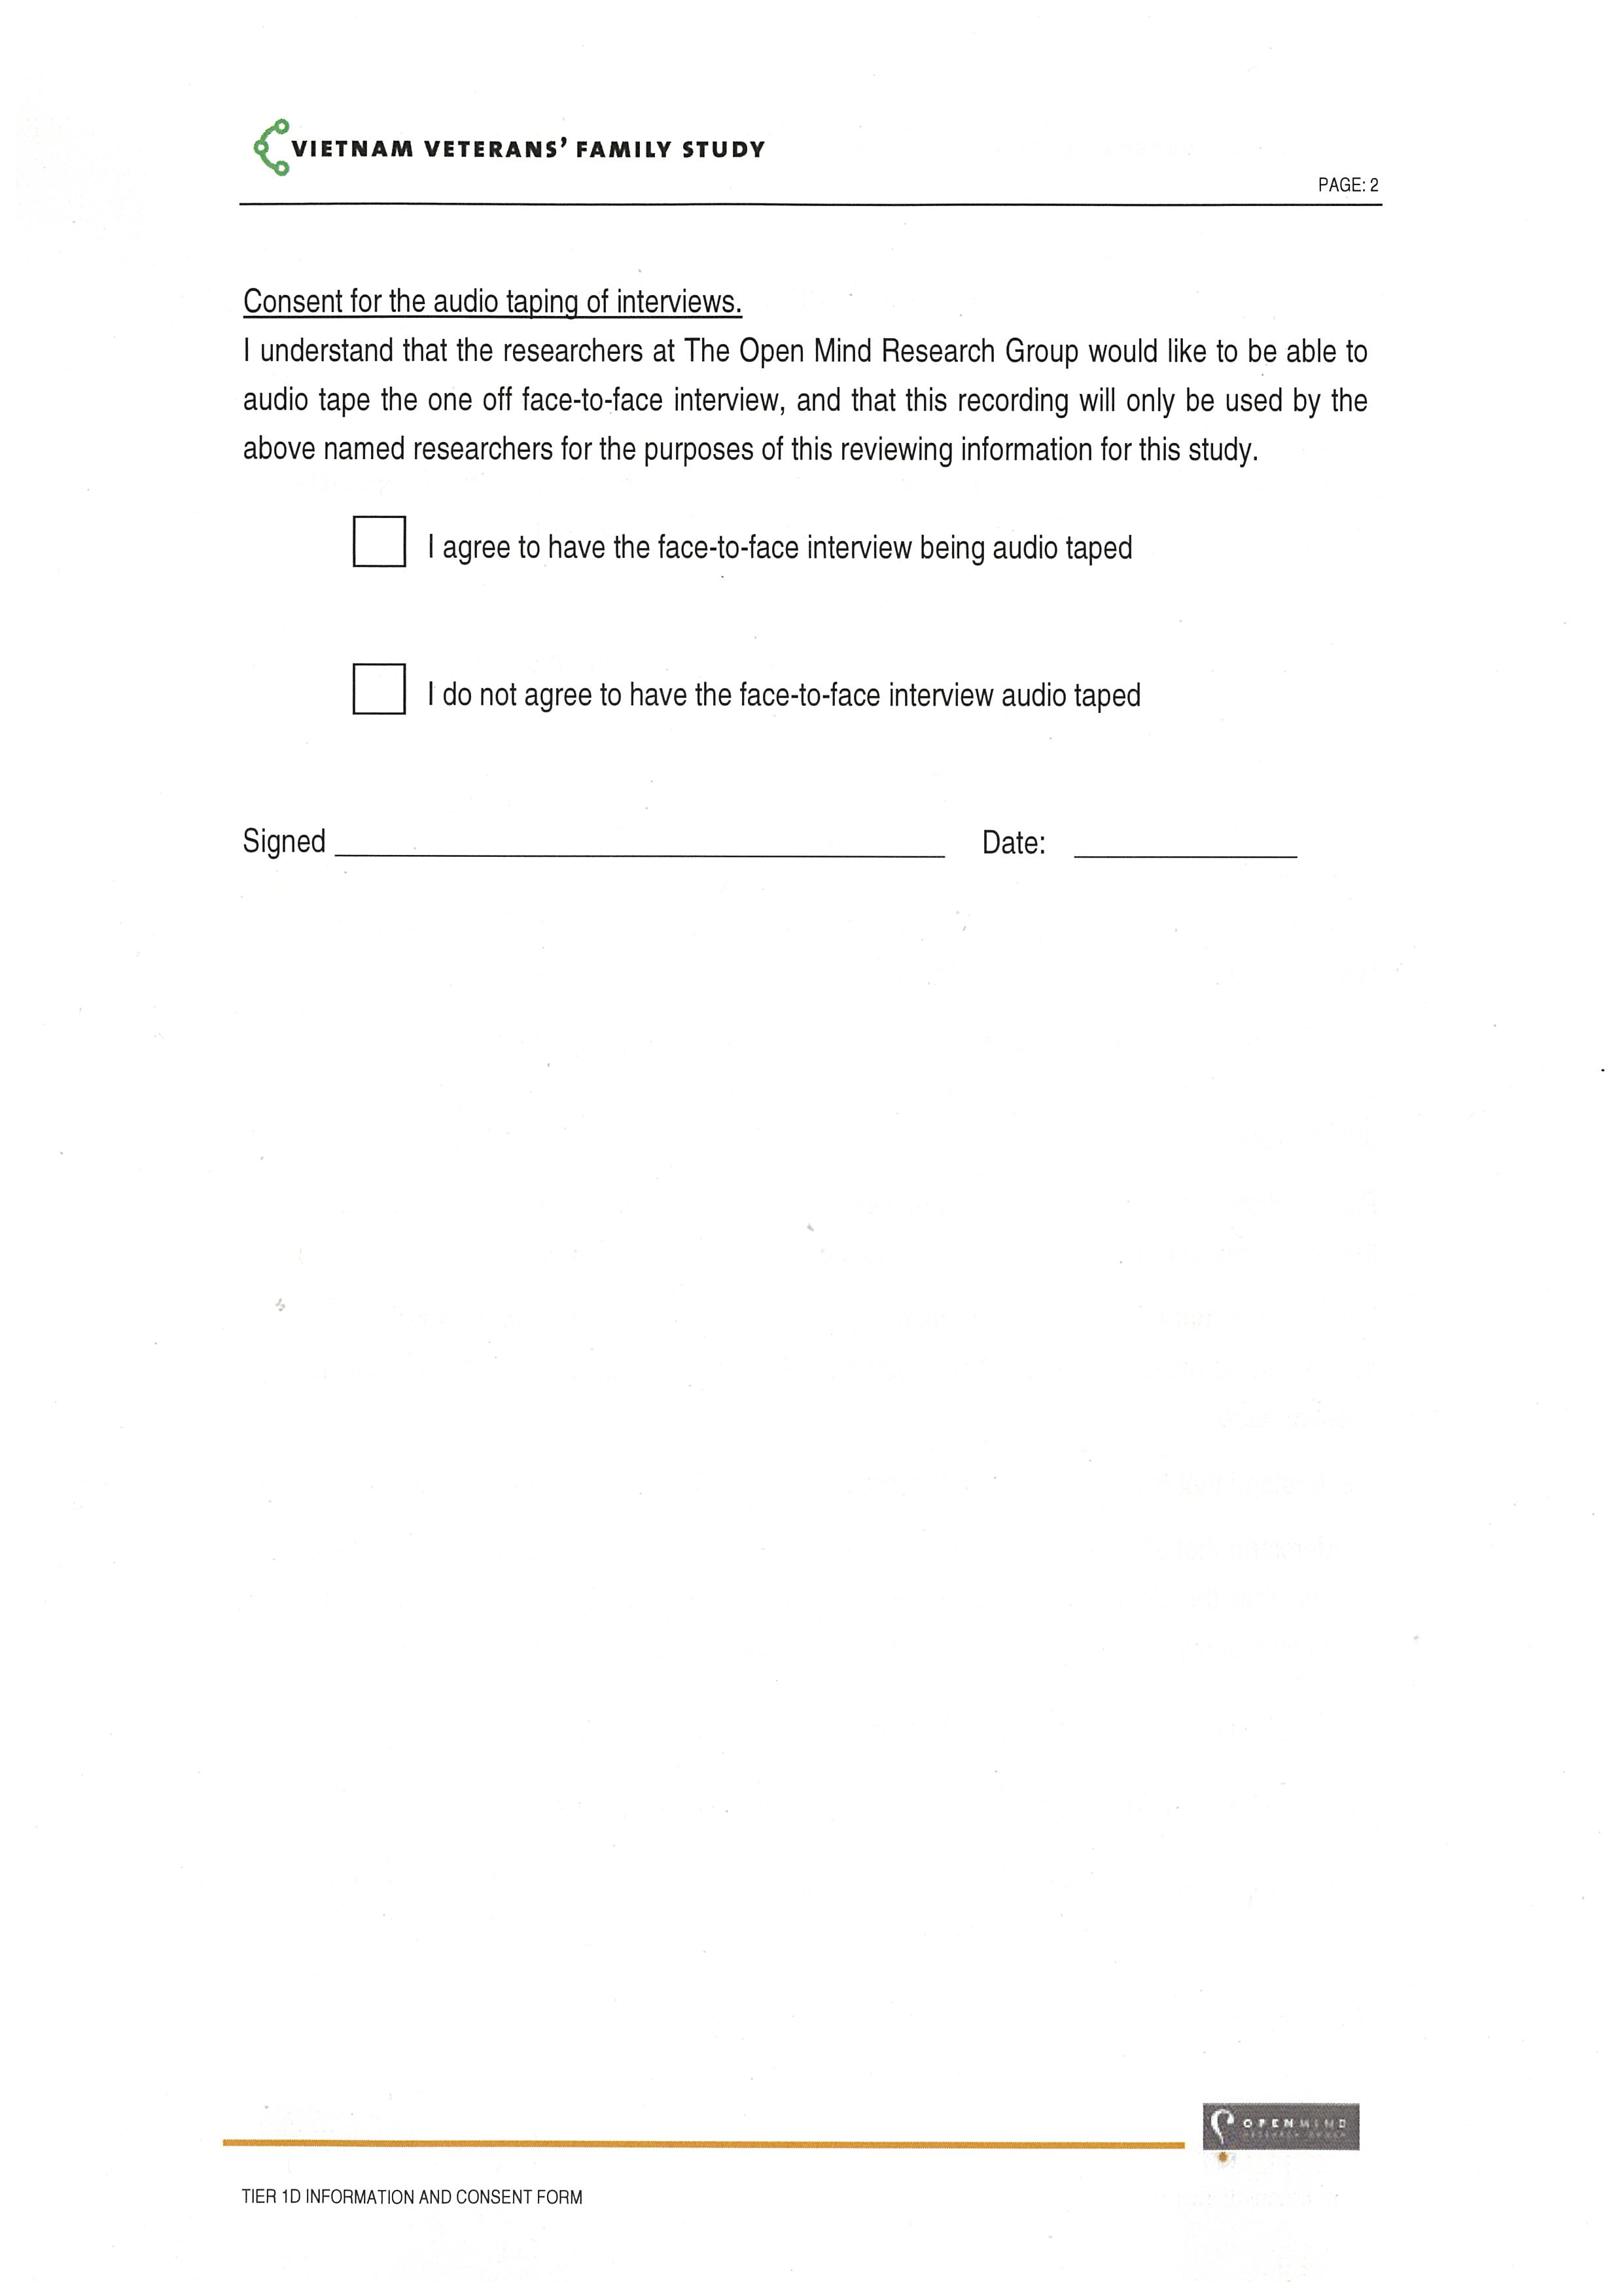 VIETNAM VETERANS' FAMILY STUDY
PAGE: 2
Consent for the audio taping of interviews.
I understand that the researchers at The Open Mind Research Group would like to be able to
audio tape the one off face-to-face interview, and that this recording will only be used by the
above named researchers for the purposes of this reviewing information for this study.
I agree to have the face-to-face interview being audio taped
I do not agree to have the face-to-face interview audio taped
Signed Date:
OPENMIND
RESEARCH GROUP
TIER 1D INFORMATION AND CONSENT FORM